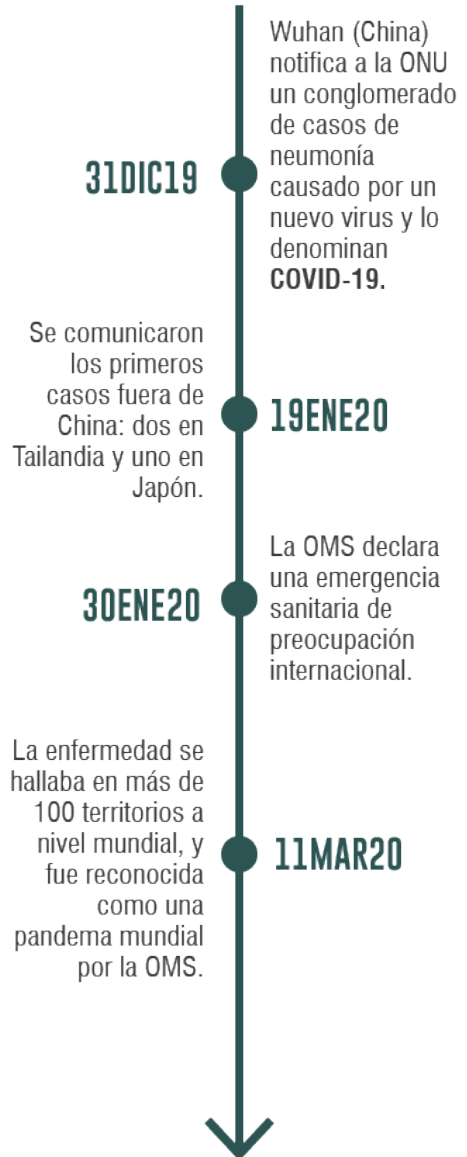 Wuhan (China)
notifica a la ONU
un conglomerado
de casos de
neumonía
causado por un
nuevo virus y lo
denominan
COVID-19.
31DIC19
Se comunicaron
los primeros
casos fuera de
China: dos en
Tailandia y uno en
Japón.
19ENE20
La OMS declara
una emergencia
sanitaria de
preocupación
internacional.
30ENE20
La enfermedad se
hallaba en más de
100 territorios a
nivel mundial, y
fue reconocida
como una
pandema mundial
por la OMS.
11MAR20